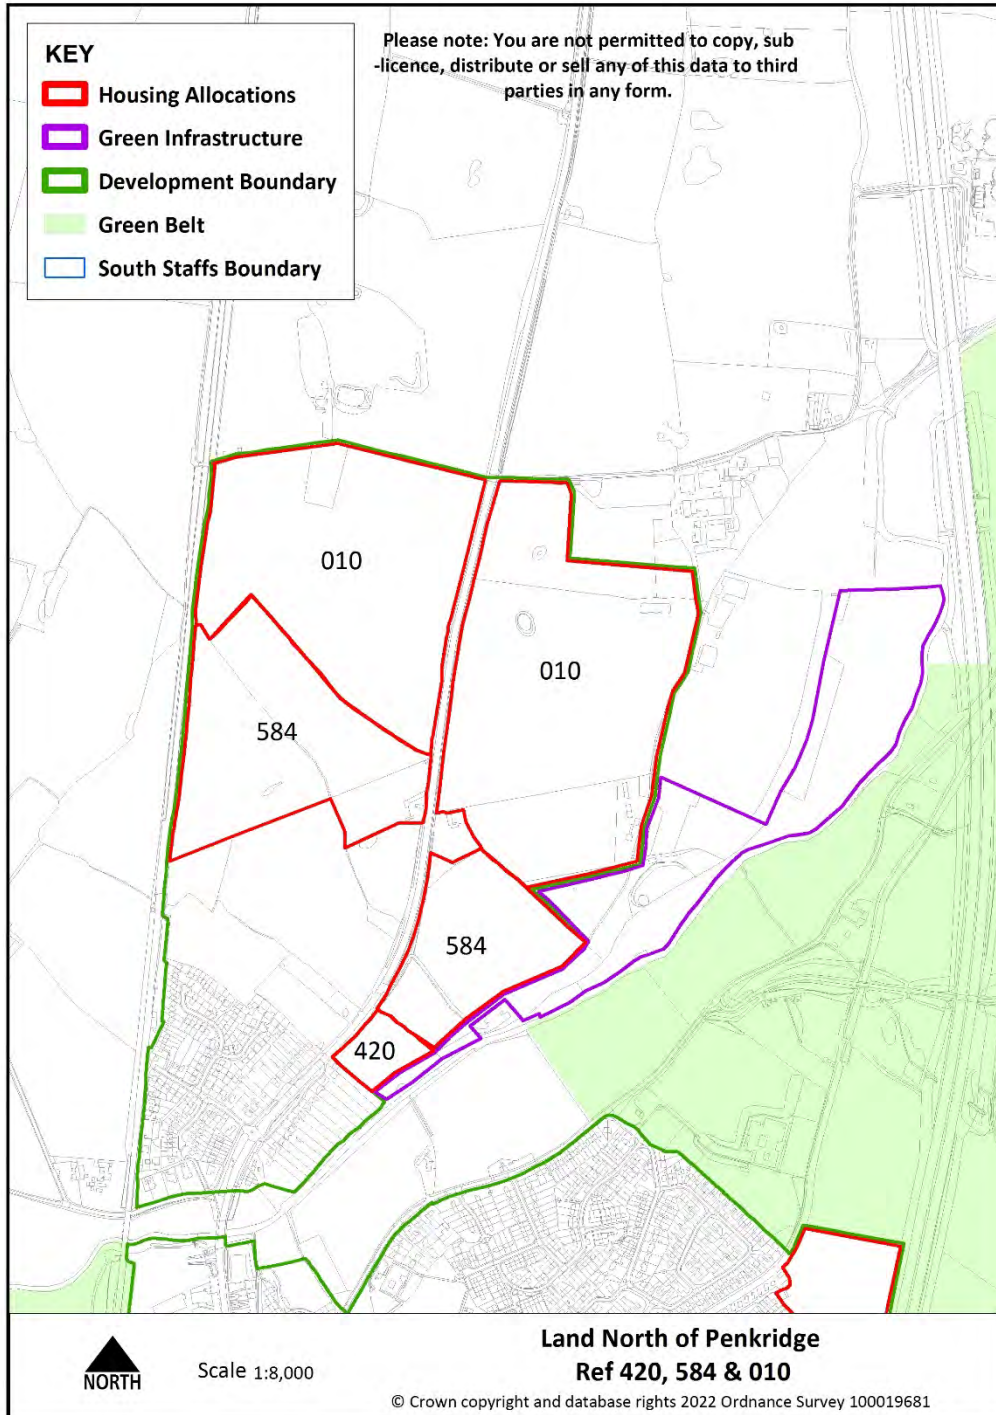 KEY
Housing Allocations
Green Infrastructure
Development Boundary
Green Belt
South Staffs Boundary
Please note: You are not permitted to copy, sub
-licence, distribute or sell any of this data to third
parties in any form.
010
010
584
584
420
NORTH
Scale 1:8,000
Land North of Penkridge
Ref 420, 584 & 010
© Crown copyright and database rights 2022 Ordnance Survey 100019681